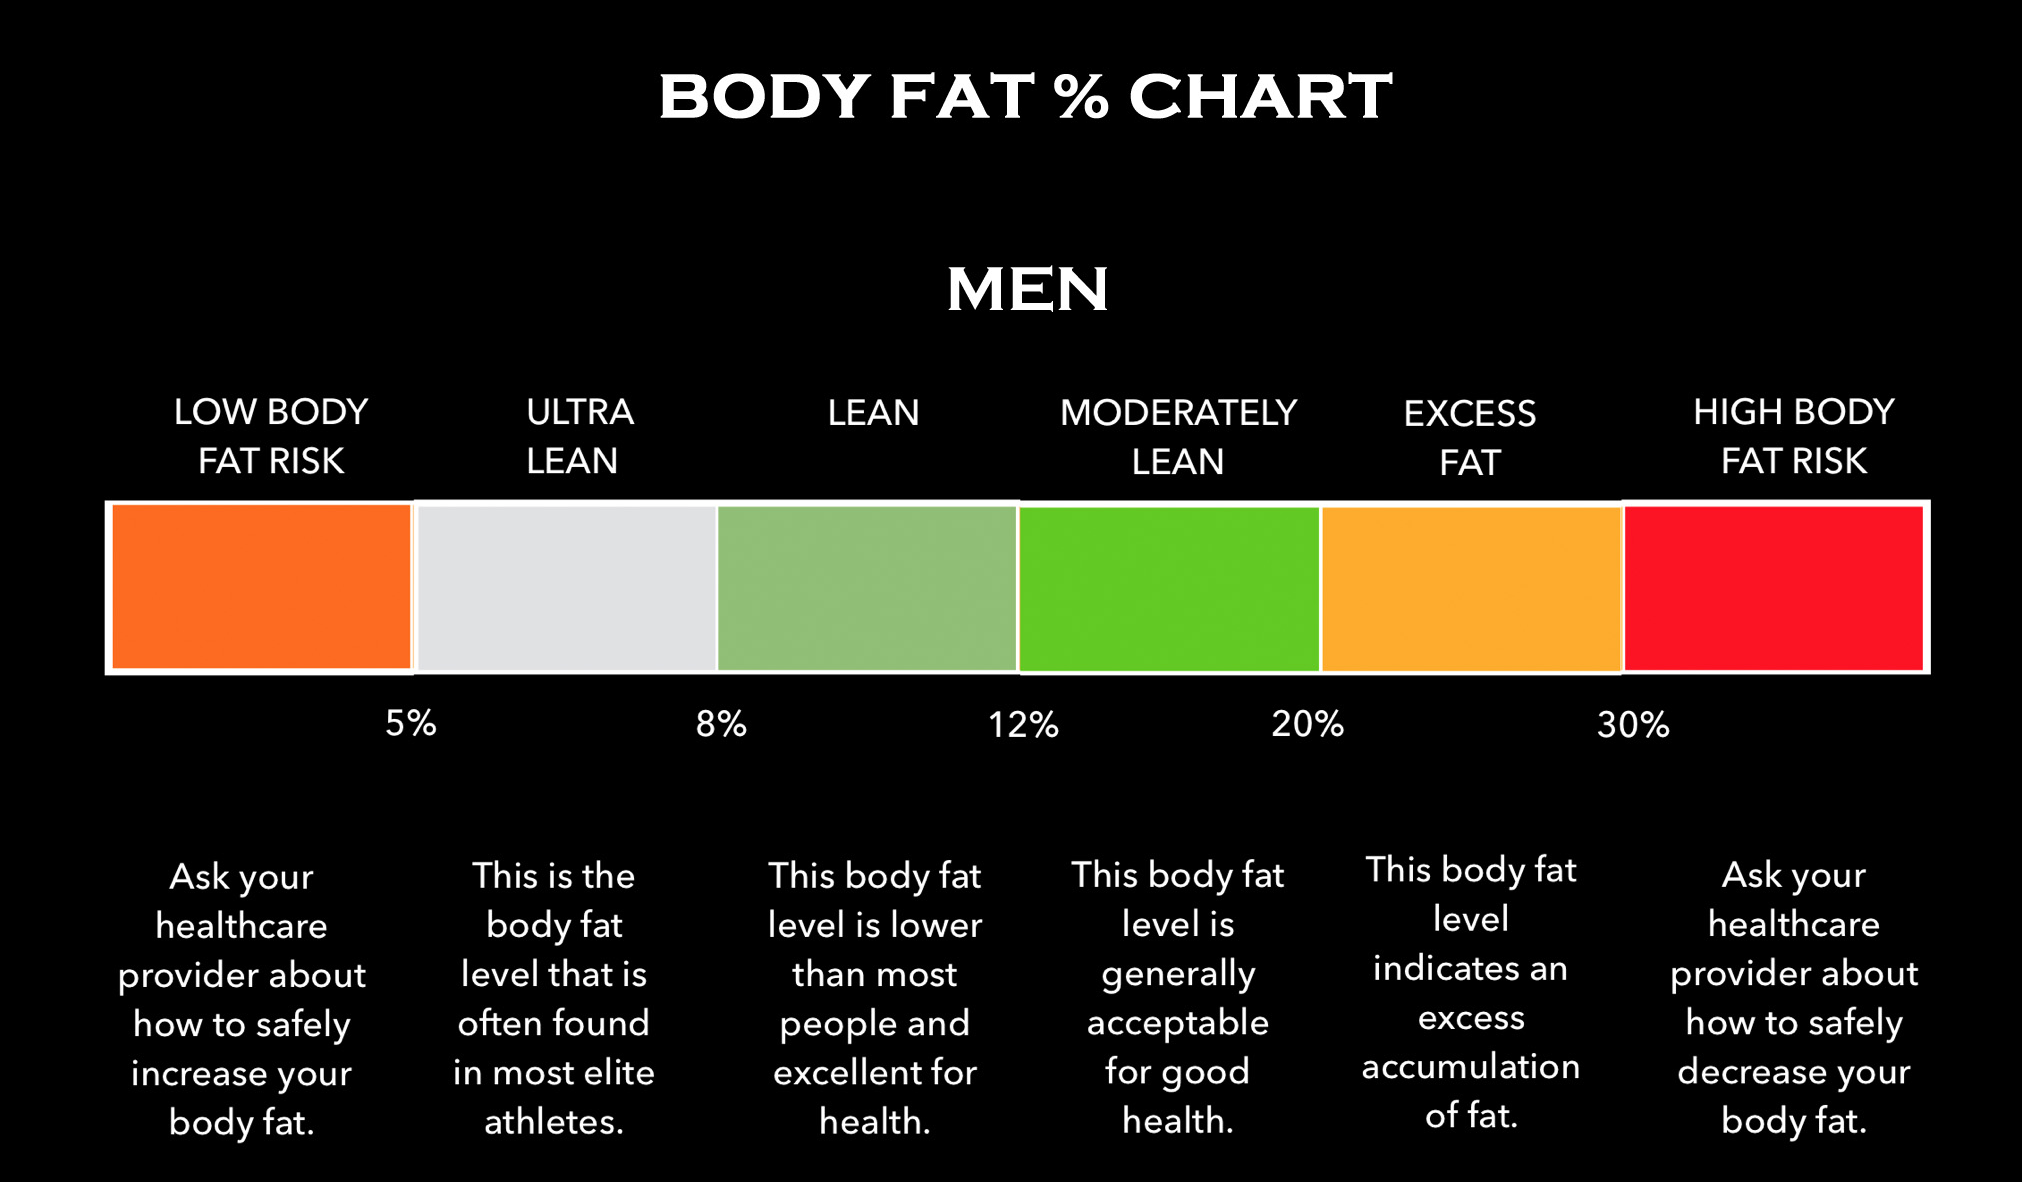 BODY FAT % CHART
MEN
LOW BODY
FAT RISK
ULTRA
LEAN
LEAN
MODERATELY
LEAN
EXCESS
FAT
HIGH BODY
FAT RISK
5%
8%
12%
20%
30%
Ask your
healthcare
provider about
how to safely
increase your
body fat.
This is the
body fat
level that is
often found
in most elite
athletes.
This body fat
level is lower
than most
people and
excellent for
health.
This body fat
level is
generally
acceptable
for good
health.
This body fat
level
indicates an
excess
accumulation
of fat.
Ask your
healthcare
provider about
how to safely
decrease your
body fat.